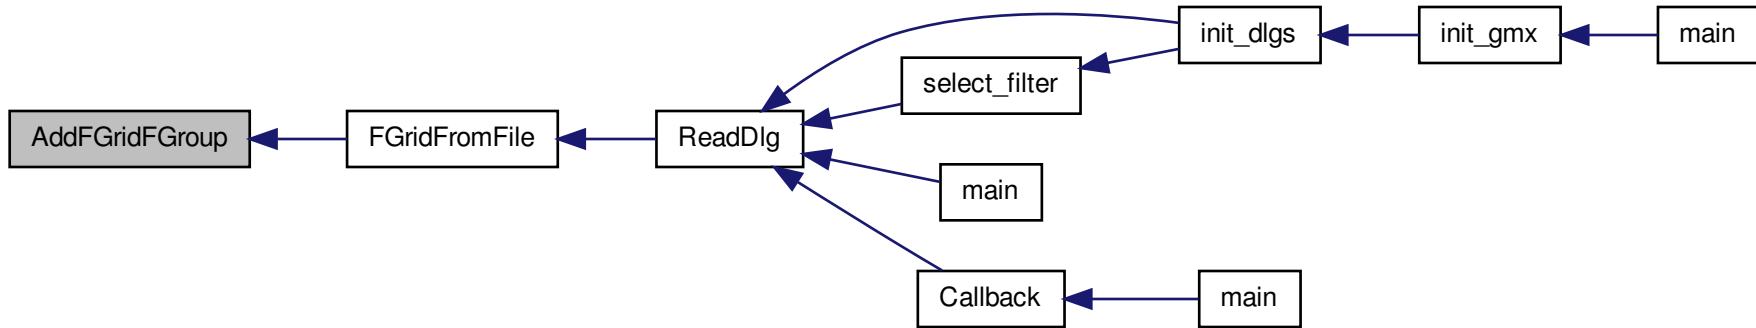 AddFGridFGroup
FGridFromFile
ReadDlg
init_dlgs
init_gmx
main
select_filter
main
Callback
main